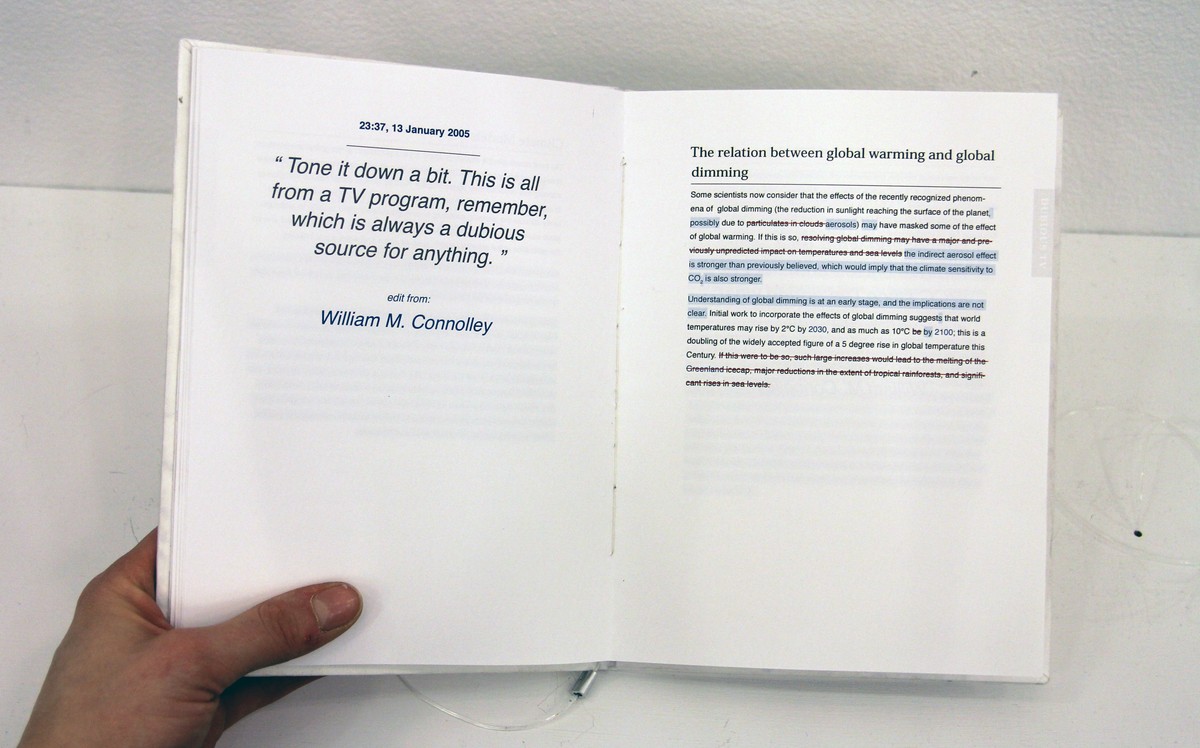 23:37, 13 January 2005
“ Tone it down a bit. This is all
from a TV program, remember,
which is always a dubious
source for anything. ”
edit from:
William M. Connolley
The relation between global warming and global
dimming
Some scientists now consider that the effects of the recently recognized phenom-
ena of global dimming (the reduction in sunlight reaching the surface of the planet,
possibly due to particulates in clouds aerosols) may have masked some of the effect
of global warming. If this is so, resolving global dimming may have a major and pre-
viously unpredicted impact on temperatures and sea levels the indirect aerosol effect
is stronger than previously believed, which would imply that the climate sensitivity to
CO2 is also stronger.
Understanding of global dimming is at an early stage, and the implications are not
clear. Initial work to incorporate the effects of global dimming suggests that world
temperatures may rise by 2°C by 2030, and as much as 10°C be by 2100; this is a
doubling of the widely accepted figure of a 5 degree rise in global temperature this
Century. If this were to be so, such large increases would lead to the melting of the
Greenland icecap, major reductions in the extent of tropical rainforests, and signifi-
cant rises in sea levels.